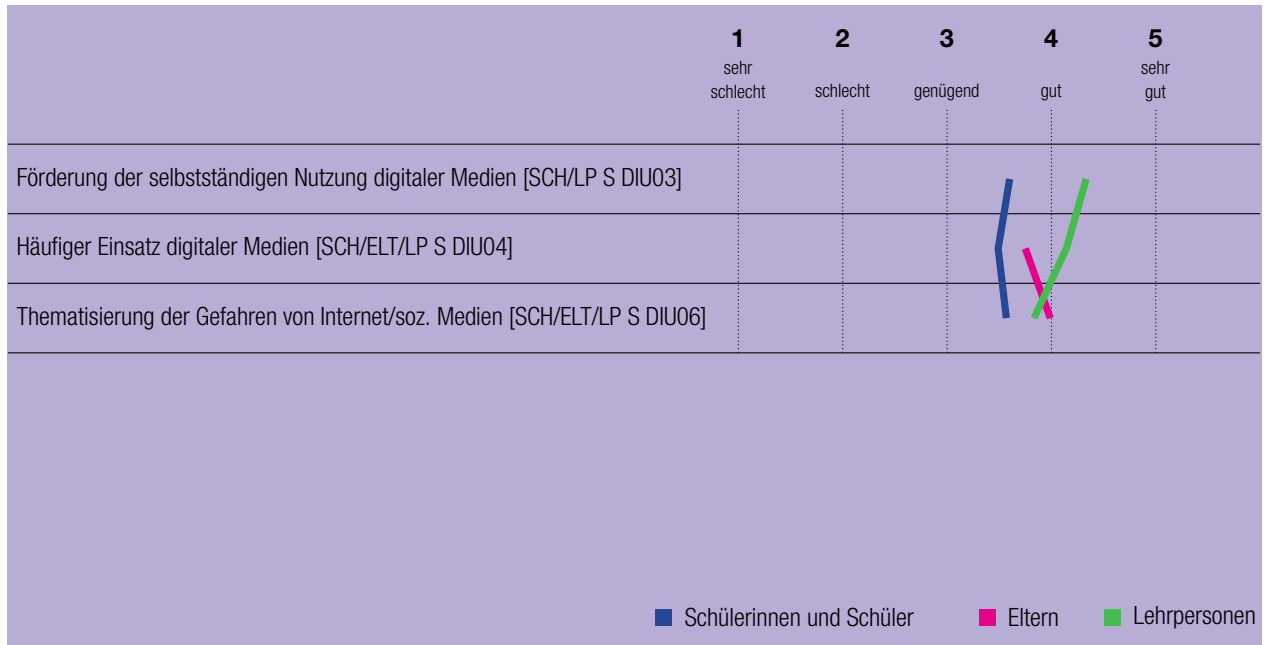 1 2 3 4 5
sehr schlecht schlecht genügend gut sehr gut
Förderung der selbstständigen Nutzung digitaler Medien [SCH/LP S DIU03]
Häufiger Einsatz digitaler Medien [SCH/ELT/LP S DIU04]
Thematisierung der Gefahren von Internet/soz. Medien [SCH/ELT/LP S DIU06]
Schülerinnen und Schüler Eltern Lehrpersonen